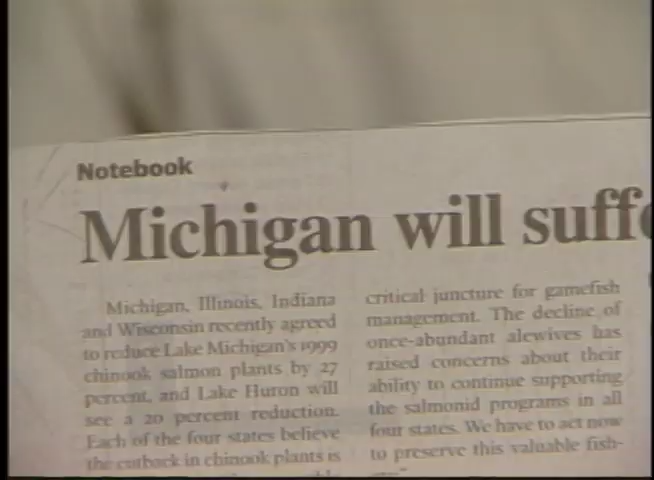 Notebook
Michigan will suff
Michigan, Illinois, Indiana
and Wisconsin recently agreed
to reduce Lake Michigan's 1999
chinook salmon plants by 27
percent, and Lake Huron will
see a 20 percent reduction.
Each of the four states believe
the cutback in chinook plants is
critical juncture for gamefish
management. The decline of
once-abundant alewives has
raised concerns about their
ability to continue supporting
the salmonid programs in all
four states. We have to act now
to preserve this valuable fish-